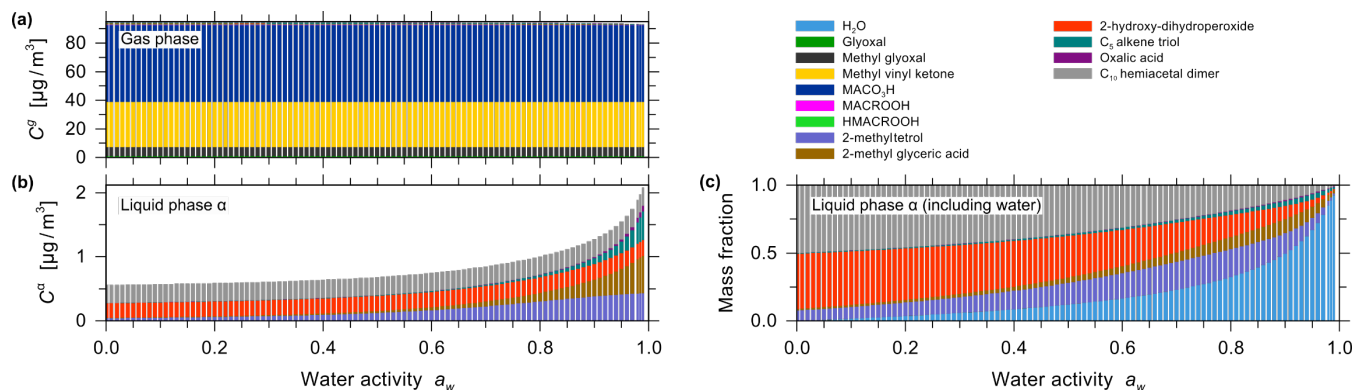 (a)
Gas phase
C^g [µg / m³]
80
60
40
20
0
(b)
Liquid phase α
C^α [µg / m³]
2
1
0
0.0 0.2 0.4 0.6 0.8 1.0
Water activity a_w
H₂O
Glyoxal
Methyl glyoxal
Methyl vinyl ketone
MACO₃H
MACROOH
HMACROOH
2-methyltetrol
2-methyl glyceric acid
2-hydroxy-dihydroperoxide
C₅ alkene triol
Oxalic acid
C₁₀ hemiacetal dimer
(c)
Liquid phase α (including water)
Mass fraction
1.0
0.5
0.0
0.0 0.2 0.4 0.6 0.8 1.0
Water activity a_w